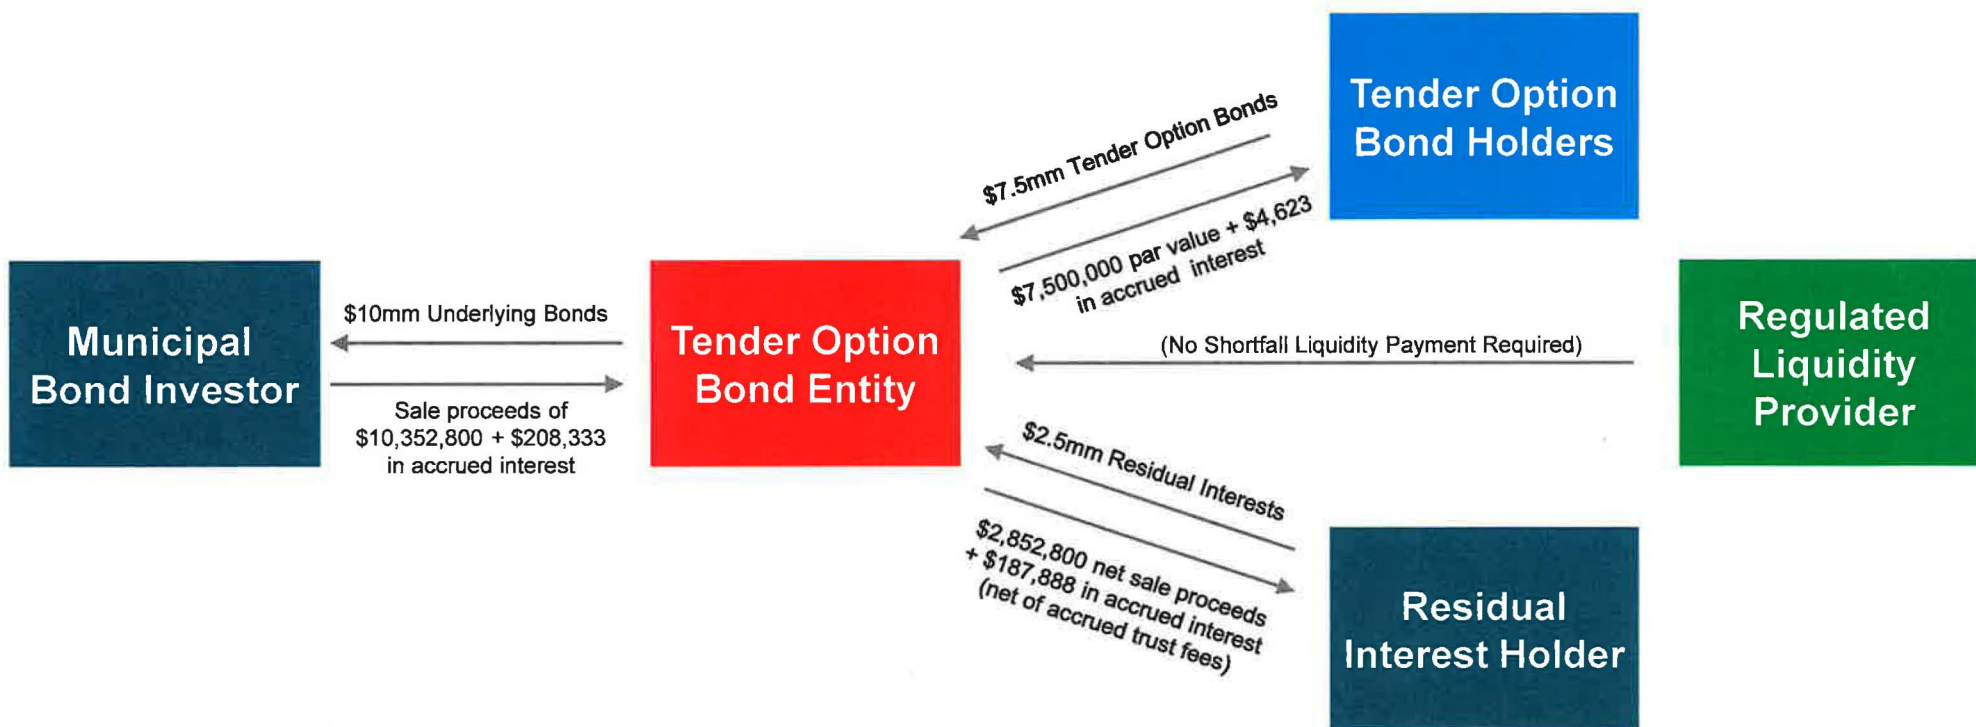 Municipal
Bond Investor
$10mm Underlying Bonds
Sale proceeds of
$10,352,800 + $208,333
in accrued interest
Tender Option
Bond Entity
$7.5mm Tender Option Bonds
$7,500,000 par value + $4,623
in accrued interest
Tender Option
Bond Holders
(No Shortfall Liquidity Payment Required)
Regulated
Liquidity
Provider
$2.5mm Residual Interests
$2,852,800 net sale proceeds
+ $187,888 in accrued interest
(net of accrued trust fees)
Residual
Interest Holder